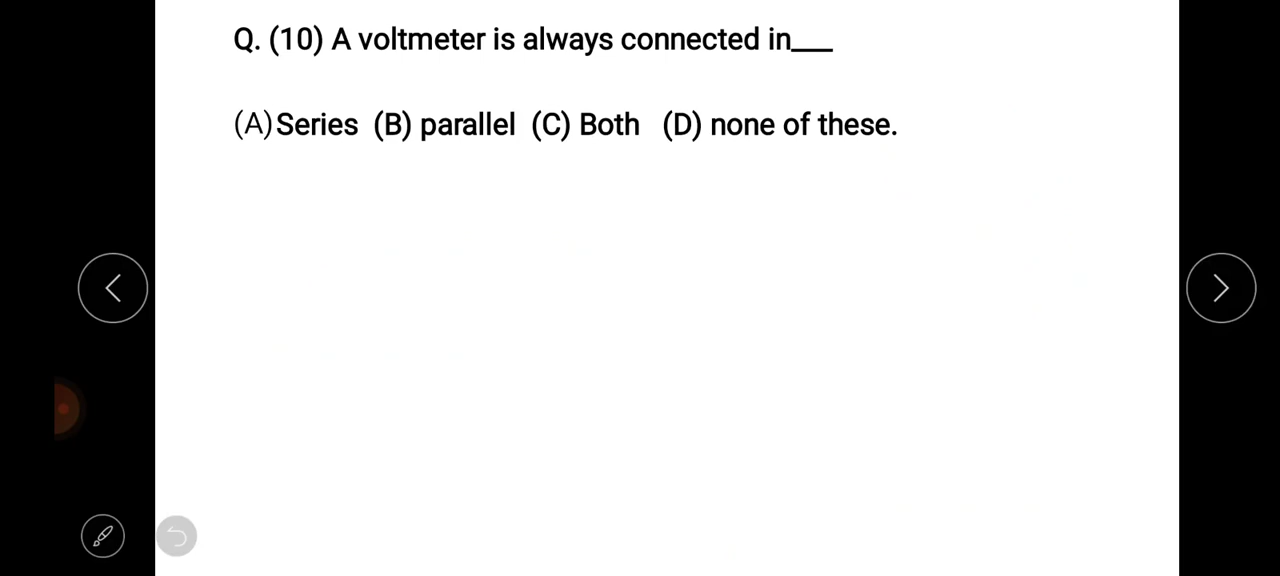 Q. (10) A voltmeter is always connected in___
(A) Series (B) parallel (C) Both (D) none of these.